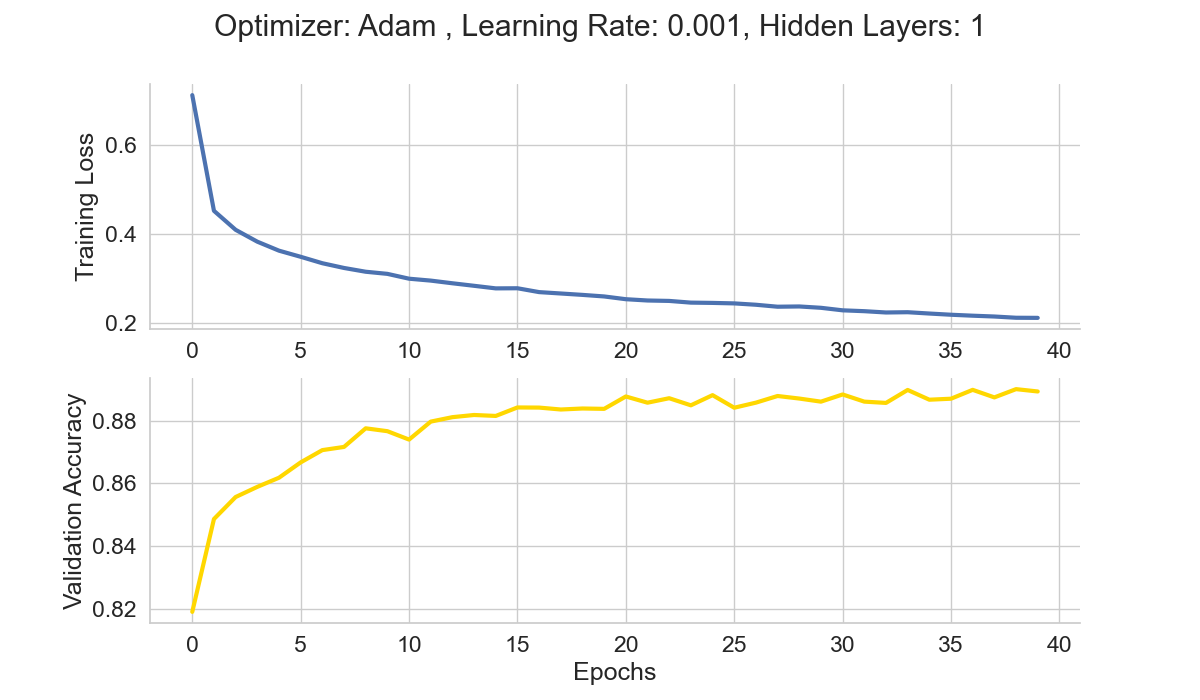 Optimizer: Adam , Learning Rate: 0.001, Hidden Layers: 1
Training Loss
0.6
0.4
0.2
0 5 10 15 20 25 30 35 40
Validation Accuracy
0.88
0.86
0.84
0.82
0 5 10 15 20 25 30 35 40
Epochs